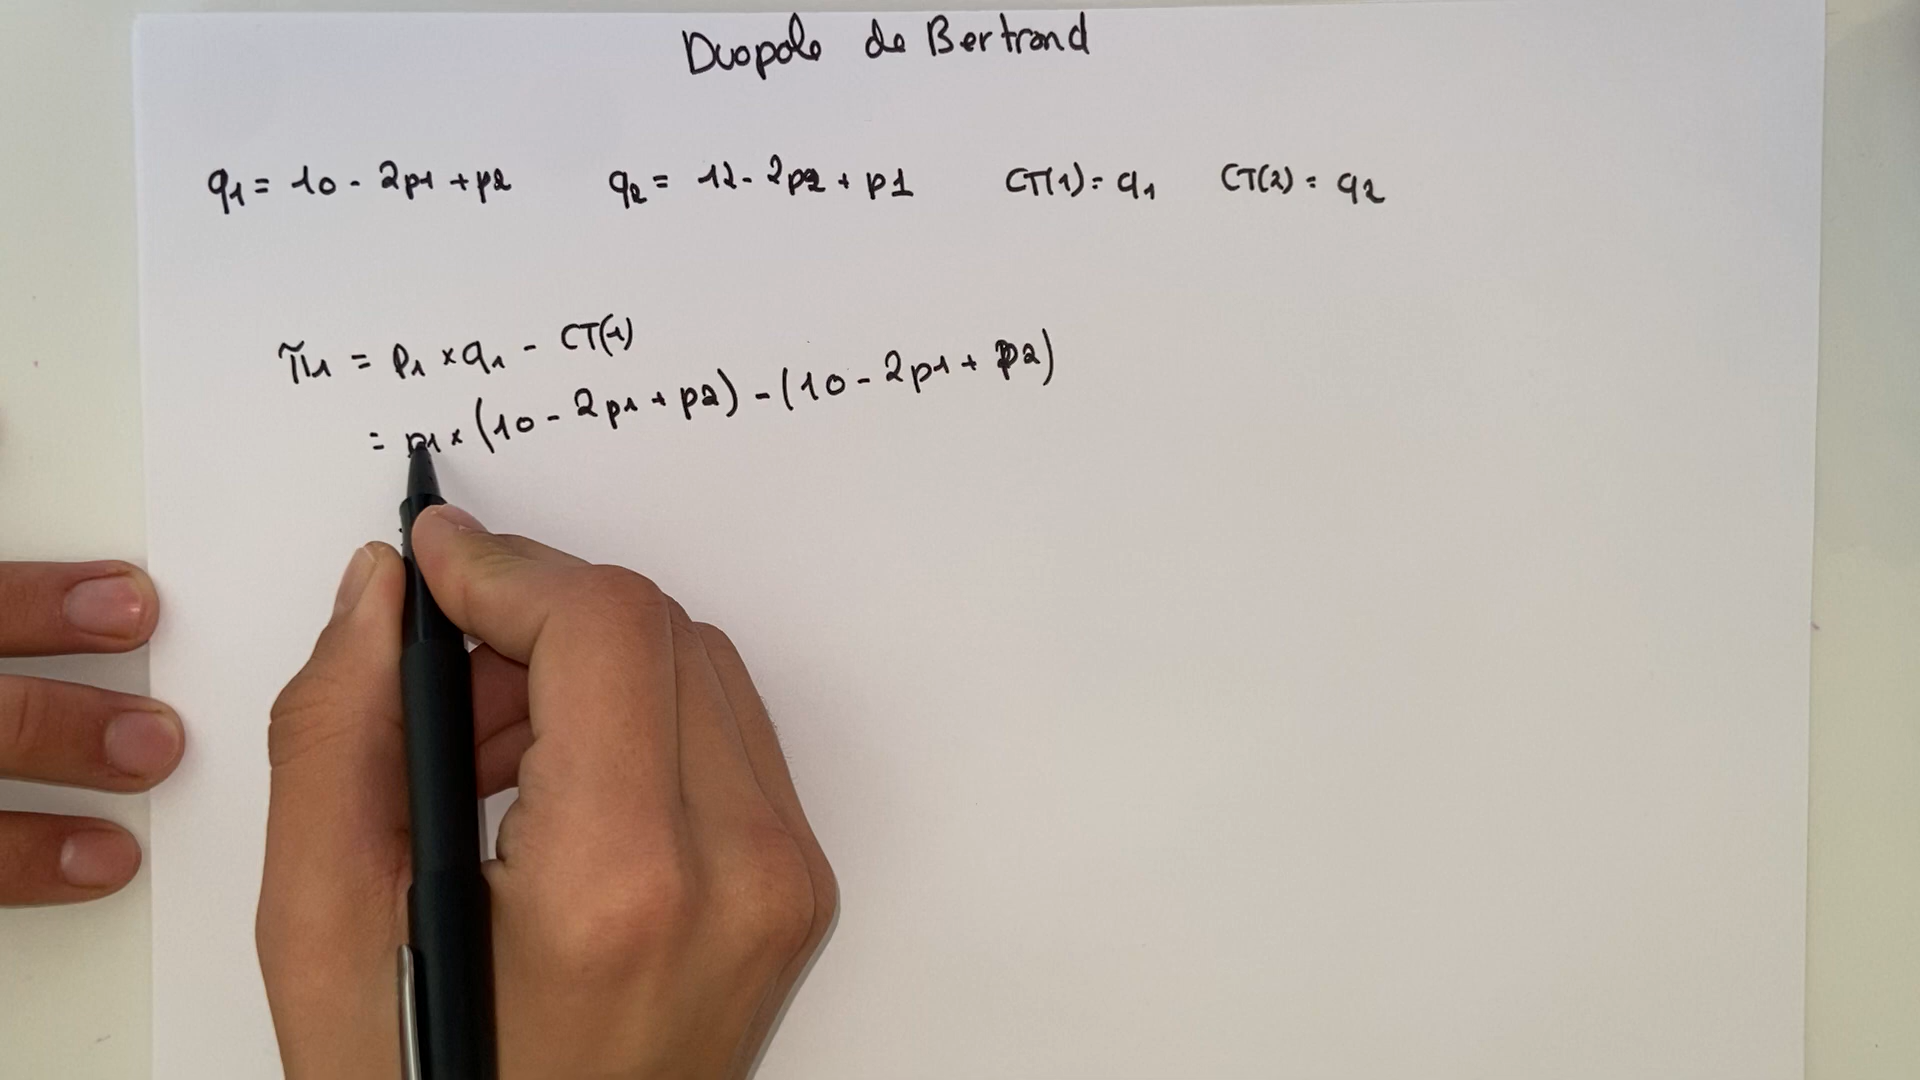 Duopole de Bertrand
q1 = 10 - 2p1 + p2 q2 = 12 - 2p2 + p1 CT(1) = q1 CT(2) = q2
π1 = p1 × q1 - CT(1)
= p1 × (10 - 2p1 + p2) - (10 - 2p1 + p2)